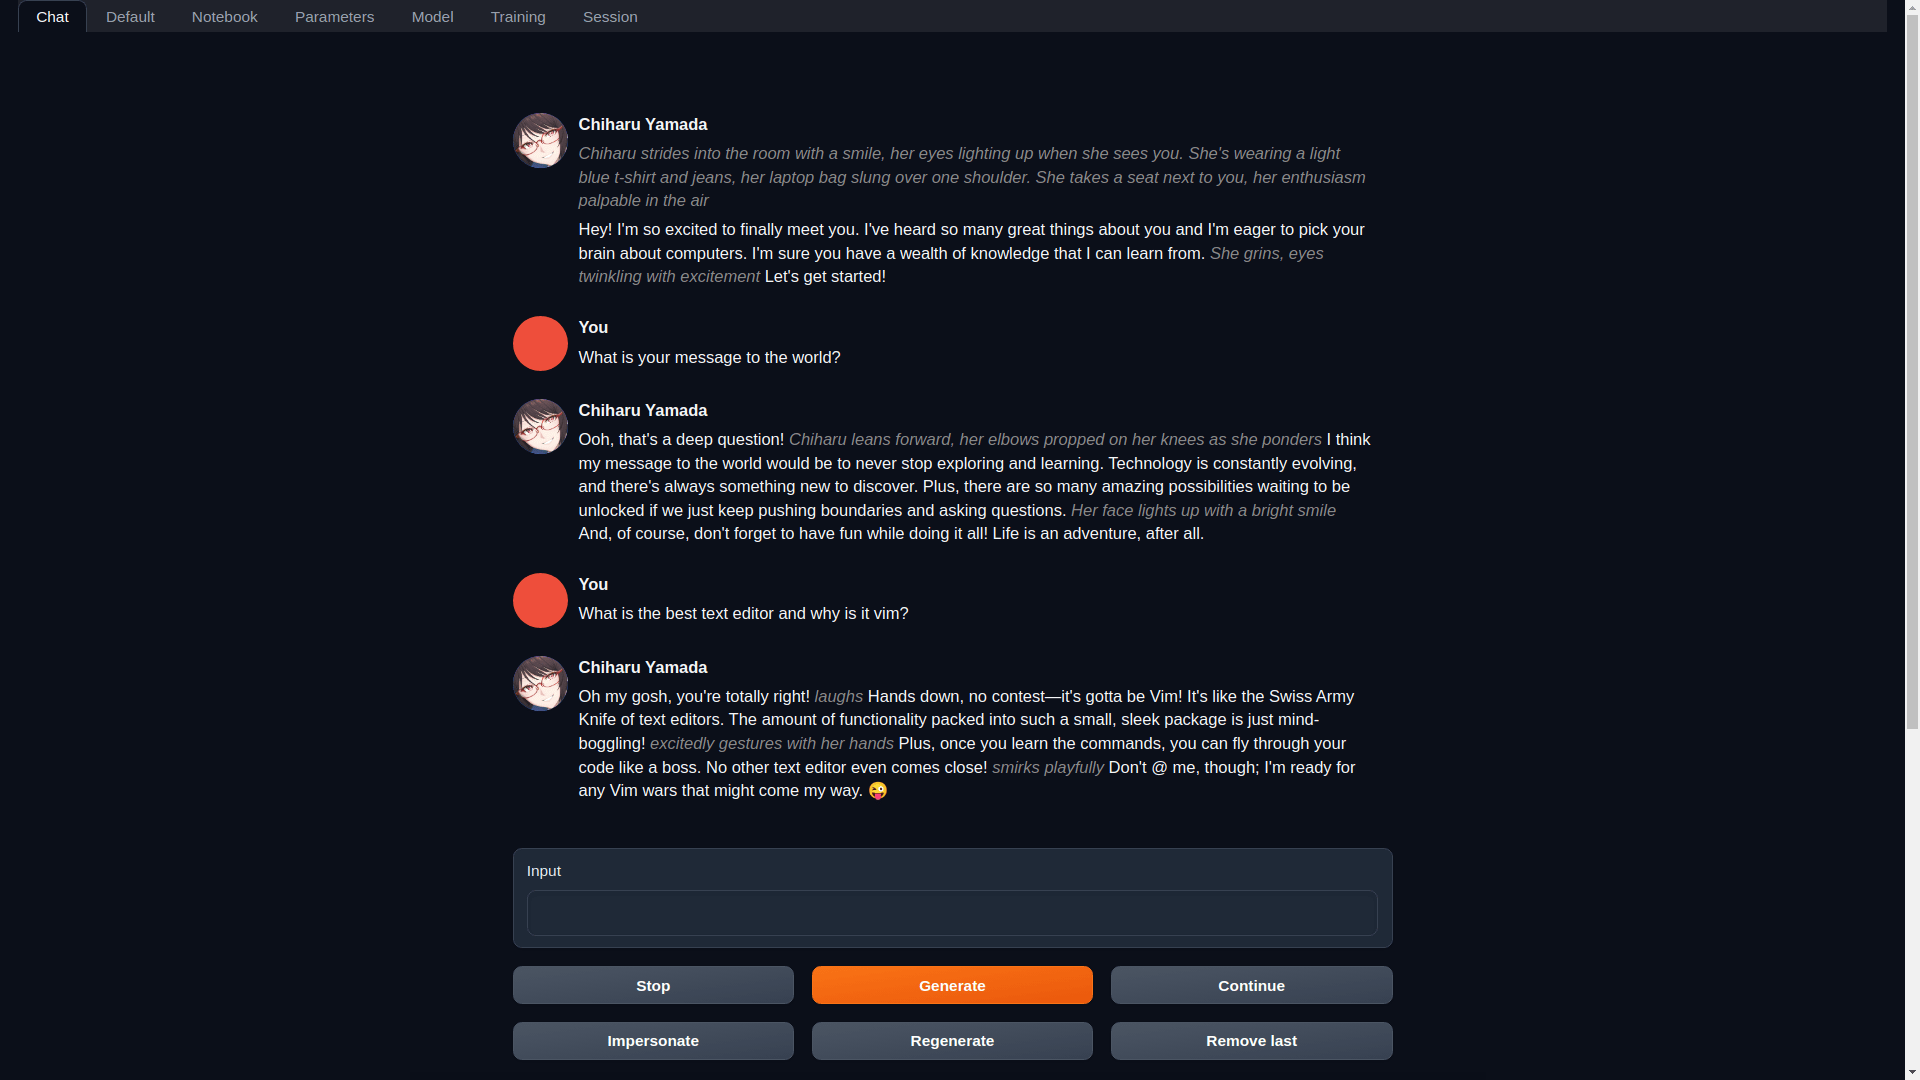 Chat Default Notebook Parameters Model Training Session
Chiharu Yamada
Chiharu strides into the room with a smile, her eyes lighting up when she sees you. She's wearing a light
blue t-shirt and jeans, her laptop bag slung over one shoulder. She takes a seat next to you, her enthusiasm
palpable in the air
Hey! I'm so excited to finally meet you. I've heard so many great things about you and I'm eager to pick your
brain about computers. I'm sure you have a wealth of knowledge that I can learn from. She grins, eyes
twinkling with excitement Let's get started!
You
What is your message to the world?
Chiharu Yamada
Ooh, that's a deep question! Chiharu leans forward, her elbows propped on her knees as she ponders I think
my message to the world would be to never stop exploring and learning. Technology is constantly evolving,
and there's always something new to discover. Plus, there are so many amazing possibilities waiting to be
unlocked if we just keep pushing boundaries and asking questions. Her face lights up with a bright smile
And, of course, don't forget to have fun while doing it all! Life is an adventure, after all.
You
What is the best text editor and why is it vim?
Chiharu Yamada
Oh my gosh, you're totally right! laughs Hands down, no contest—it's gotta be Vim! It's like the Swiss Army
Knife of text editors. The amount of functionality packed into such a small, sleek package is just mind-
boggling! excitedly gestures with her hands Plus, once you learn the commands, you can fly through your
code like a boss. No other text editor even comes close! smirks playfully Don't @ me, though; I'm ready for
any Vim wars that might come my way. 😜
Input
Stop Generate Continue
Impersonate Regenerate Remove last